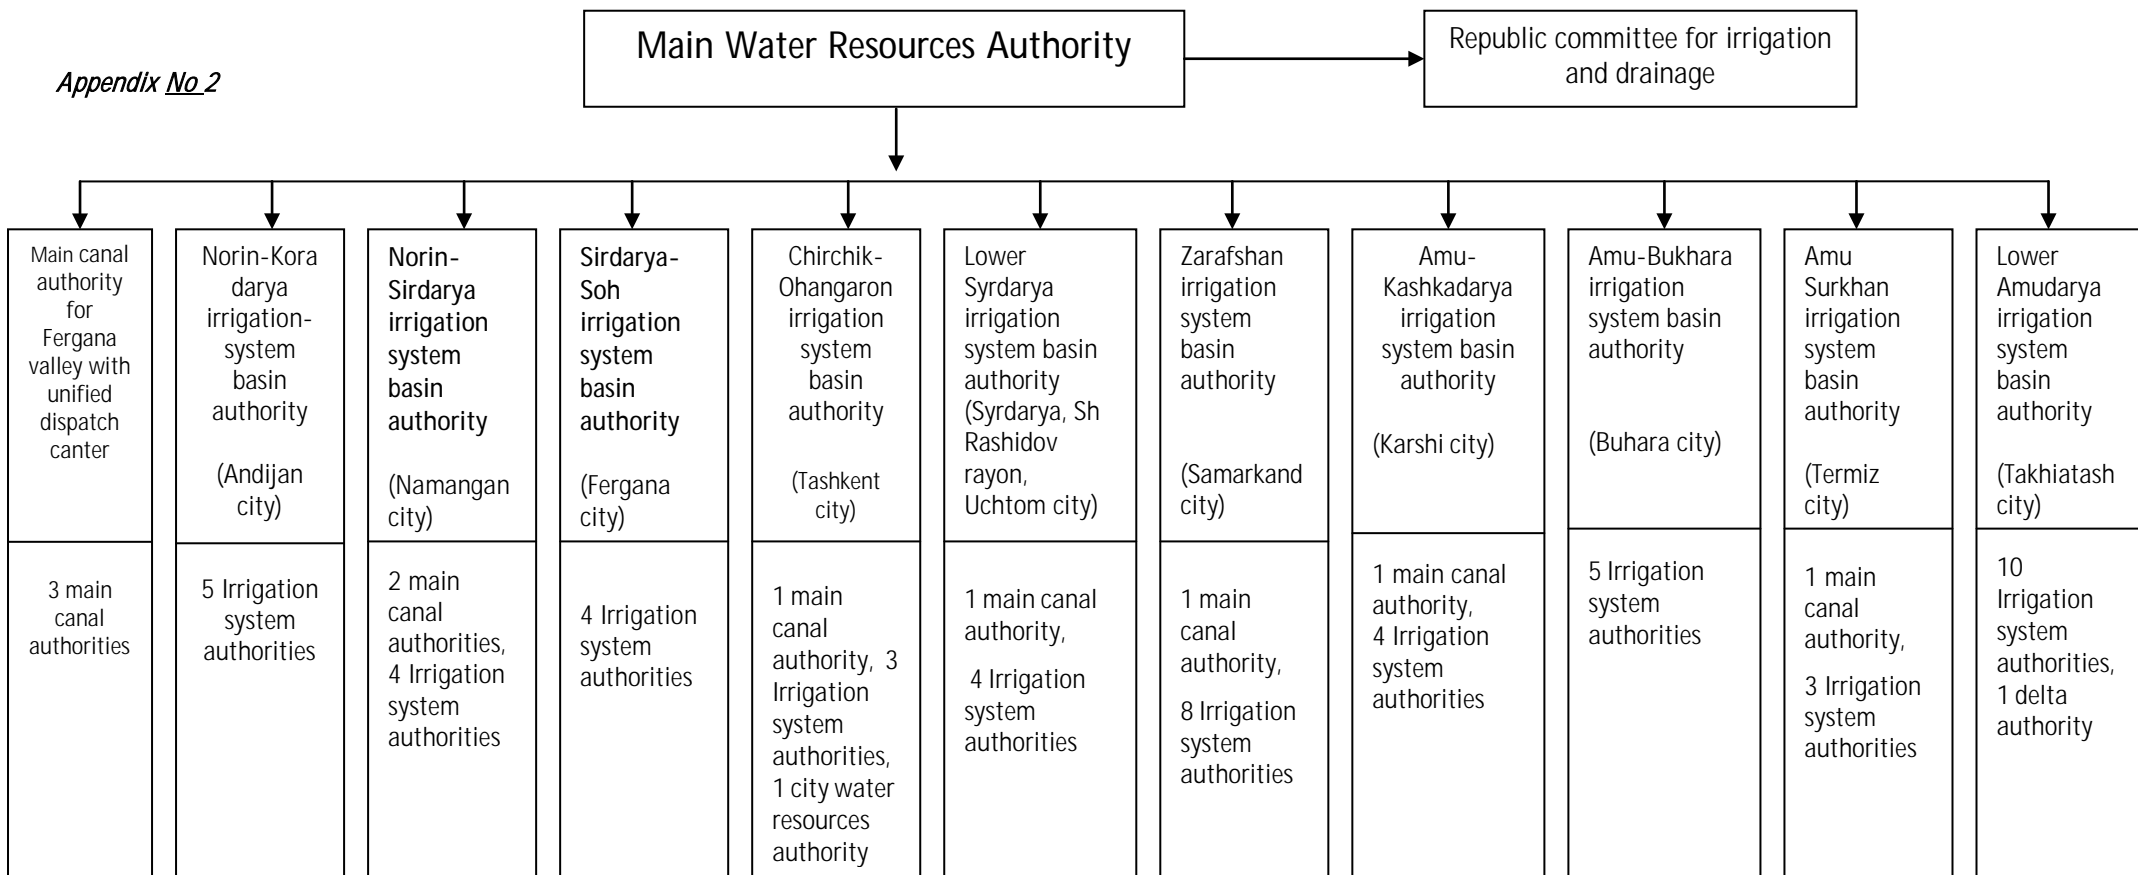 Main Water Resources Authority
Republic committee for irrigation
and drainage
Appendix No 2
Main canal
authority
for
Fergana
valley with
unified
dispatch
canter
3 main
canal
authorities
Norin-Kora
darya
irrigation-
system
basin
authority
(Andijan
city)
5 Irrigation
system
authorities
Norin-
Sirdarya
irrigation
system
basin
authority
(Namangan
city)
2 main
canal
authorities,
4 Irrigation
system
authorities
Sirdarya-
Soh
irrigation
system
basin
authority
(Fergana
city)
4 Irrigation
system
authorities
Chirchik-
Ohangaron
irrigation
system
basin
authority
(Tashkent
city)
1 main
canal
authority, 3
Irrigation
system
authorities,
1 city water
resources
authority
Lower
Syrdarya
irrigation
system basin
authority
(Syrdarya, Sh
Rashidov
rayon,
Uchtom city)
1 main canal
authority,
4 Irrigation
system
authorities
Zarafshan
irrigation
system
basin
authority
(Samarkand
city)
1 main
canal
authority,
8 Irrigation
system
authorities
Amu-
Kashkadarya
irrigation
system basin
authority
(Karshi city)
1 main canal
authority,
4 Irrigation
system
authorities
Amu-Bukhara
irrigation
system basin
authority
(Buhara city)
5 Irrigation
system
authorities
Amu
Surkhan
irrigation
system
basin
authority
(Termiz
city)
1 main
canal
authority,
3 Irrigation
system
authorities
Lower
Amudarya
irrigation
system
basin
authority
(Takhiatash
city)
10
Irrigation
system
authorities,
1 delta
authority